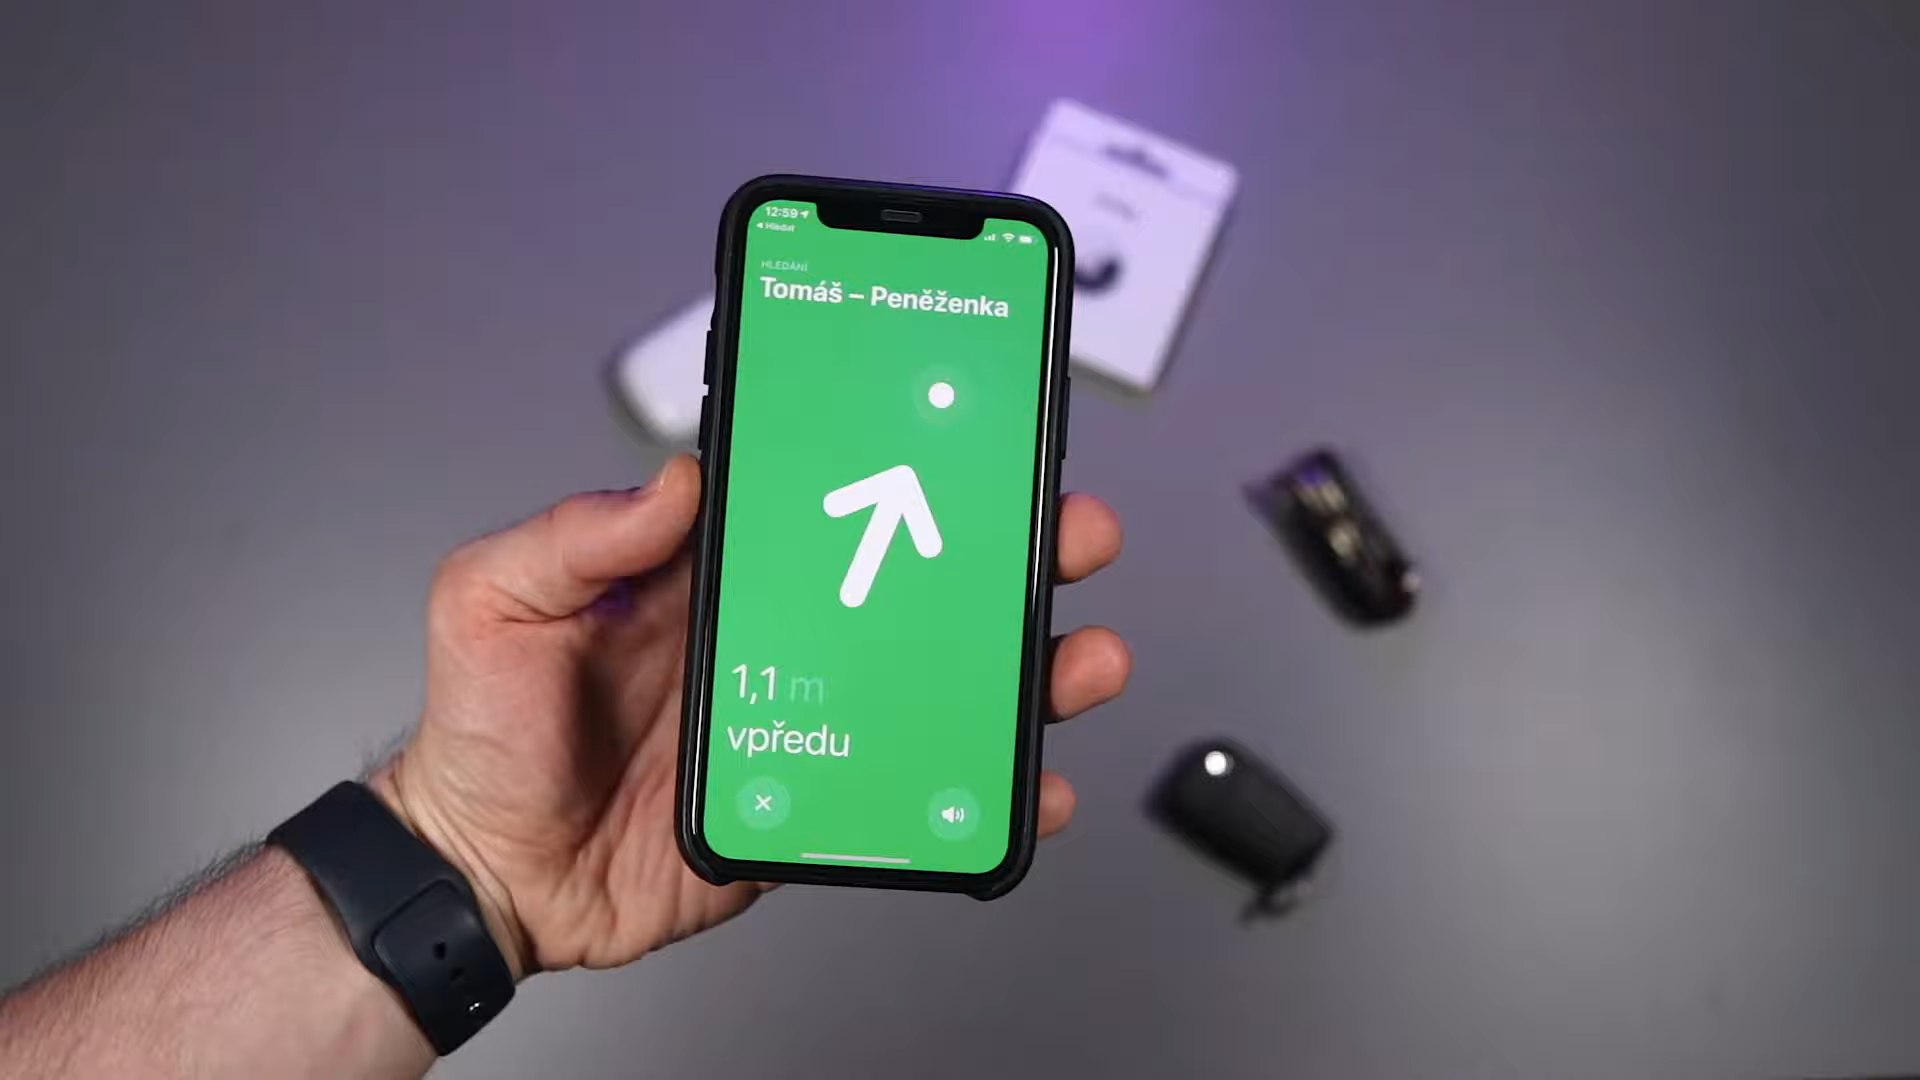 12:59
Hledat
HLEDÁNÍ
Tomáš – Peněženka
1,1 m
vpředu